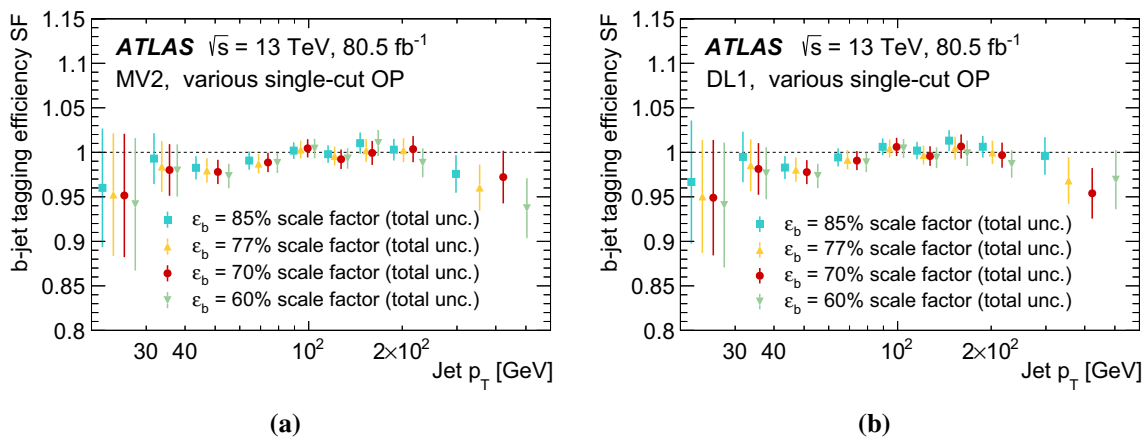 b-jet tagging efficiency SF
1.15
1.1
1.05
1
0.95
0.9
0.85
0.8
ATLAS √s = 13 TeV, 80.5 fb⁻¹
MV2, various single-cut OP
ε_b = 85% scale factor (total unc.)
ε_b = 77% scale factor (total unc.)
ε_b = 70% scale factor (total unc.)
ε_b = 60% scale factor (total unc.)
30 40 10² 2×10²
Jet p_T [GeV]
(a)
b-jet tagging efficiency SF
1.15
1.1
1.05
1
0.95
0.9
0.85
0.8
ATLAS √s = 13 TeV, 80.5 fb⁻¹
DL1, various single-cut OP
ε_b = 85% scale factor (total unc.)
ε_b = 77% scale factor (total unc.)
ε_b = 70% scale factor (total unc.)
ε_b = 60% scale factor (total unc.)
30 40 10² 2×10²
Jet p_T [GeV]
(b)